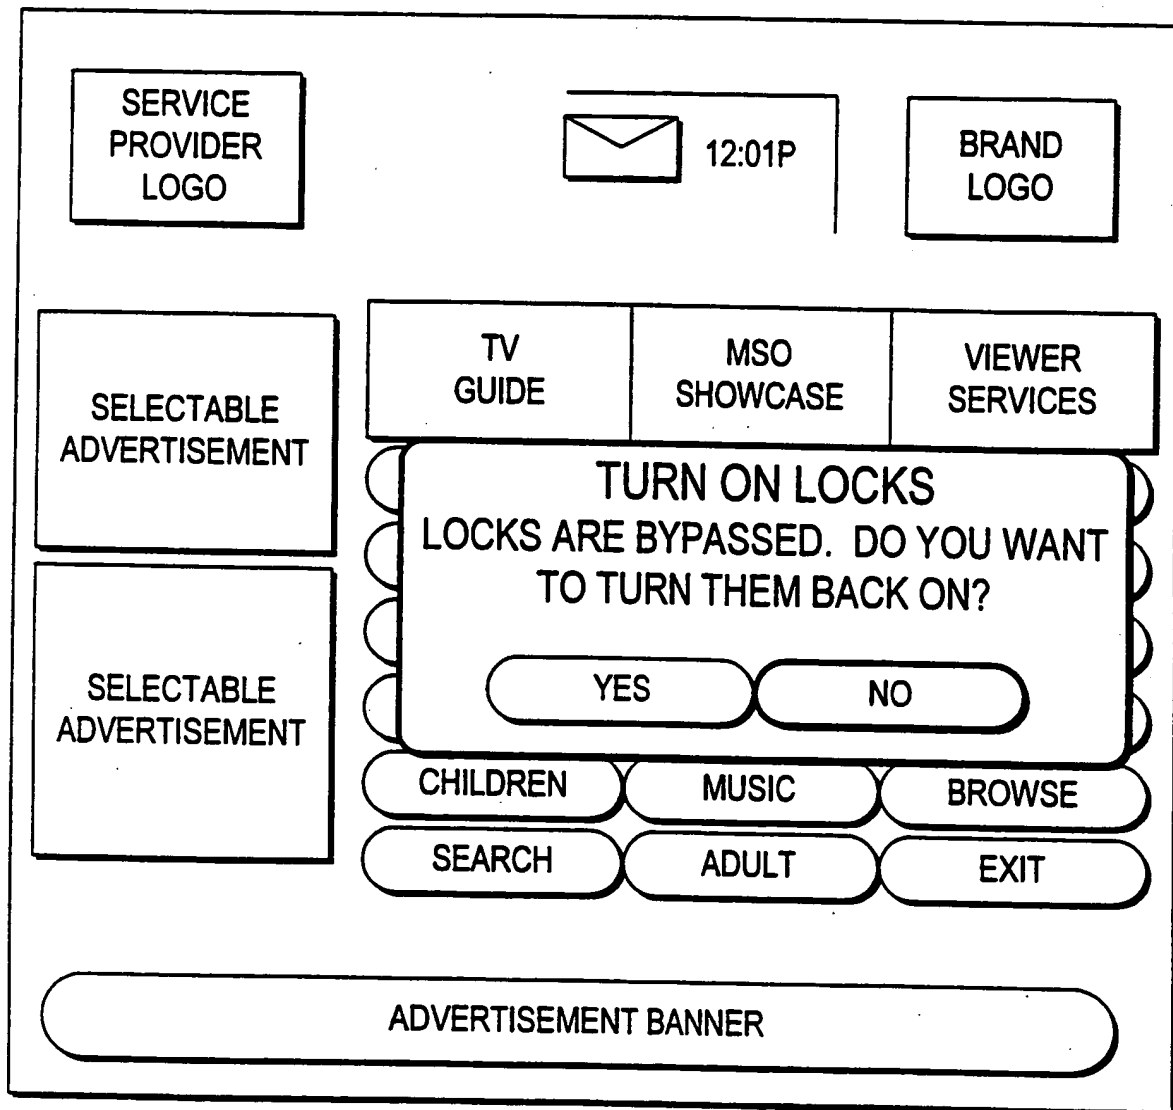 SERVICE
PROVIDER
LOGO
12:01P
BRAND
LOGO
SELECTABLE
ADVERTISEMENT
TV
GUIDE
MSO
SHOWCASE
VIEWER
SERVICES
TURN ON LOCKS
LOCKS ARE BYPASSED. DO YOU WANT
TO TURN THEM BACK ON?
YES
NO
SELECTABLE
ADVERTISEMENT
CHILDREN
MUSIC
BROWSE
SEARCH
ADULT
EXIT
ADVERTISEMENT BANNER